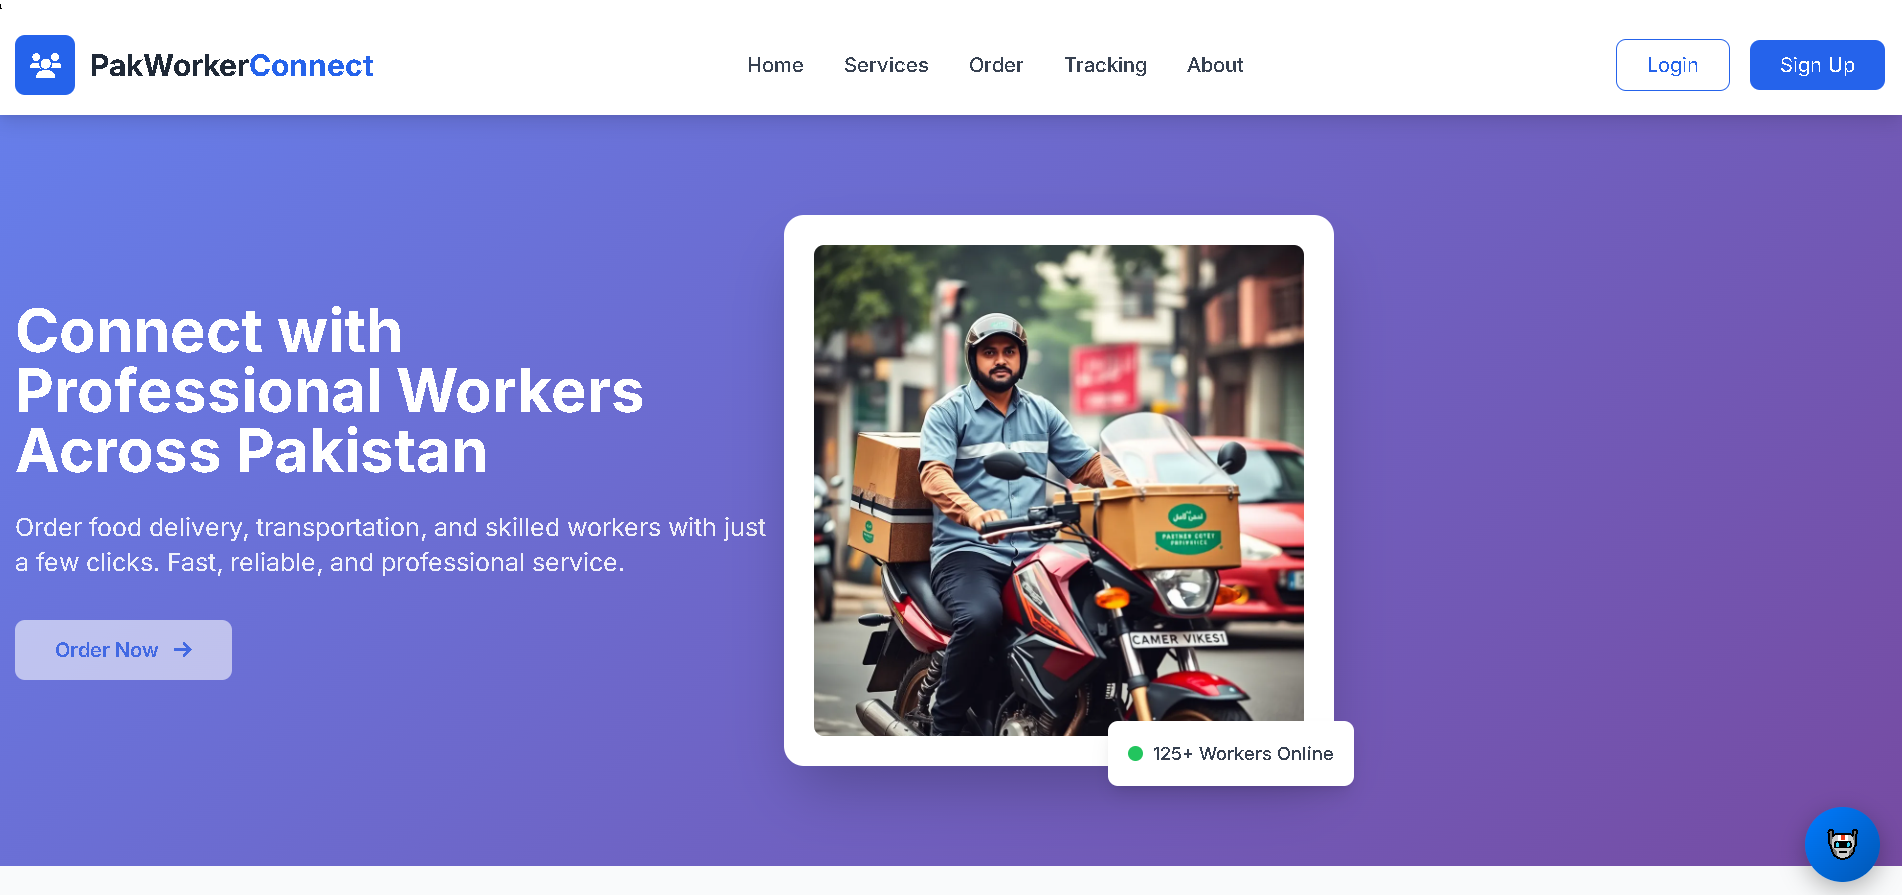 PakWorkerConnect
Home
Services
Order
Tracking
About
Login
Sign Up
Connect with
Professional Workers
Across Pakistan
Order food delivery, transportation, and skilled workers with just
a few clicks. Fast, reliable, and professional service.
Order Now
CAMER VIKES1
125+ Workers Online